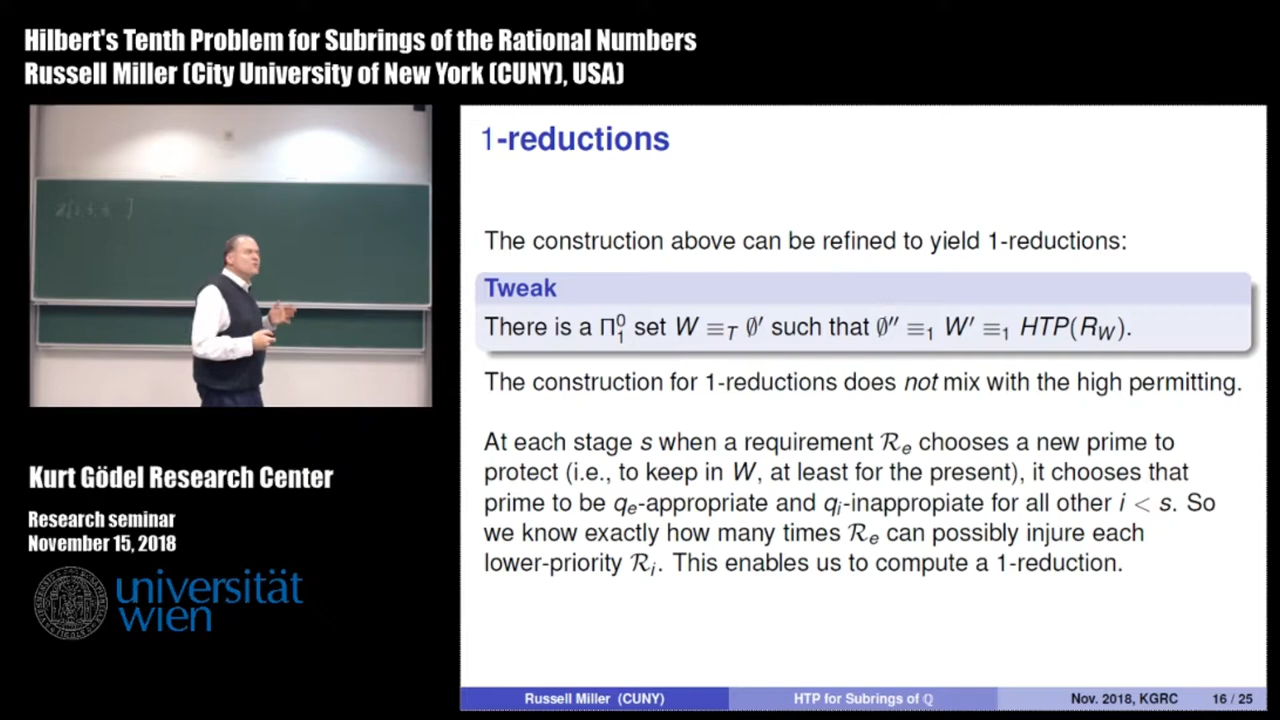 Hilbert's Tenth Problem for Subrings of the Rational Numbers
Russell Miller (City University of New York (CUNY), USA)
1-reductions
The construction above can be refined to yield 1-reductions:
Tweak
There is a Π⁰₁ set W ≡_T ∅′ such that ∅″ ≡₁ W′ ≡₁ HTP(R_W).
The construction for 1-reductions does not mix with the high permitting.
At each stage s when a requirement R_e chooses a new prime to
protect (i.e., to keep in W, at least for the present), it chooses that
prime to be q_e-appropriate and q_i-inappropiate for all other i < s. So
we know exactly how many times R_e can possibly injure each
lower-priority R_i. This enables us to compute a 1-reduction.
Kurt Gödel Research Center
Research seminar
November 15, 2018
universität
wien
Russell Miller (CUNY)
HTP for Subrings of ℚ
Nov. 2018, KGRC
16 / 25